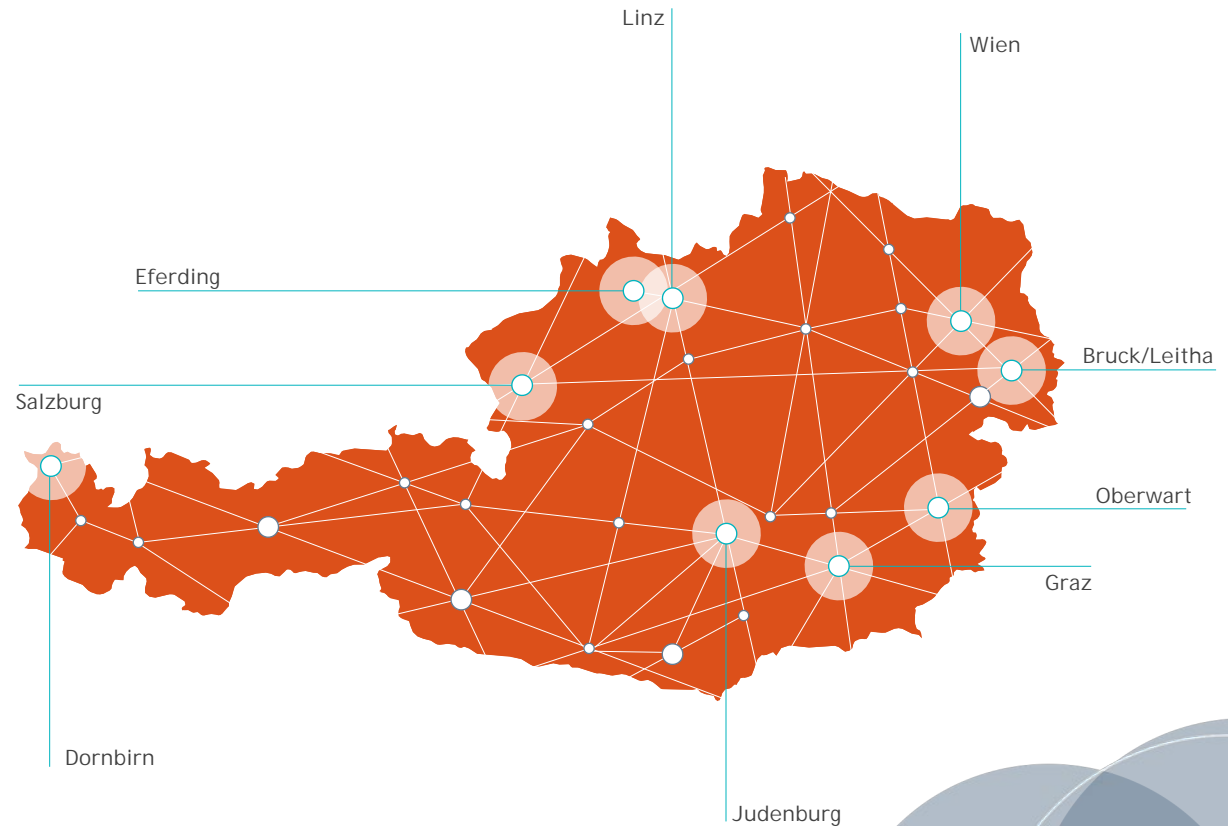 Linz
Wien
Eferding
Bruck/Leitha
Salzburg
Oberwart
Graz
Dornbirn
Judenburg